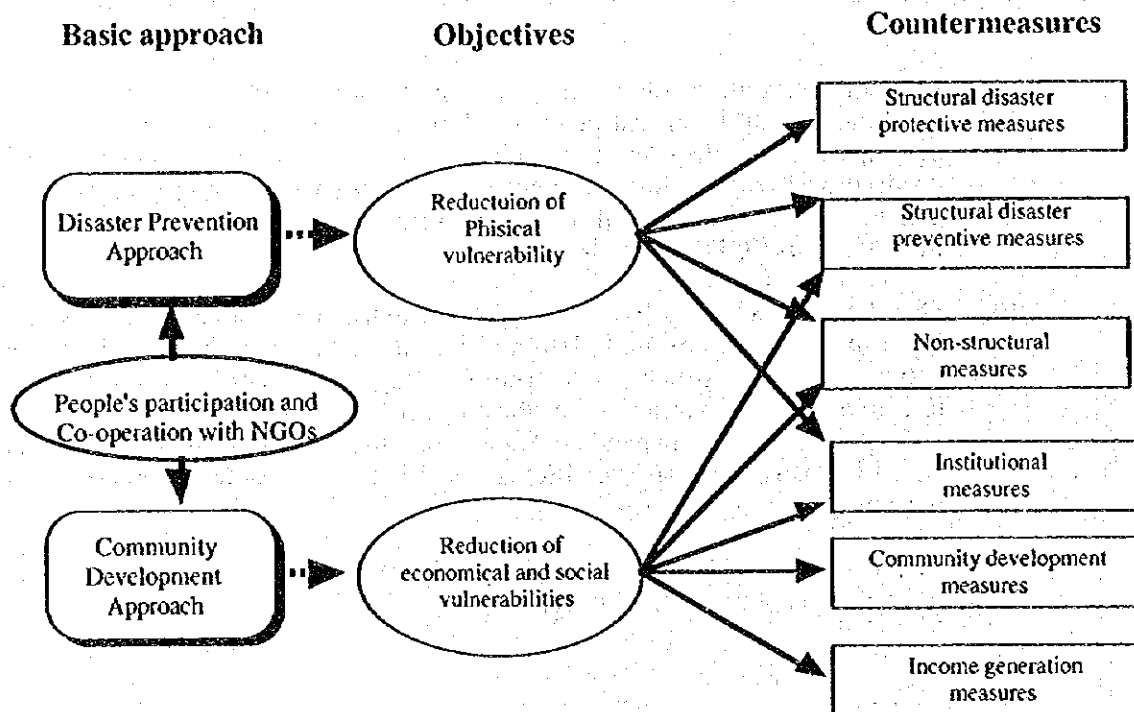 Basic approach
Objectives
Countermeasures
Structural disaster
protective measures
Disaster Prevention
Approach
Reductuion of
Phisical
vulnerability
Structural disaster
preventive measures
Non-structural
measures
People's participation and
Co-operation with NGOs
Institutional
measures
Community
Development
Approach
Reduction of
economical and social
vulnerabilities
Community development
measures
Income generation
measures